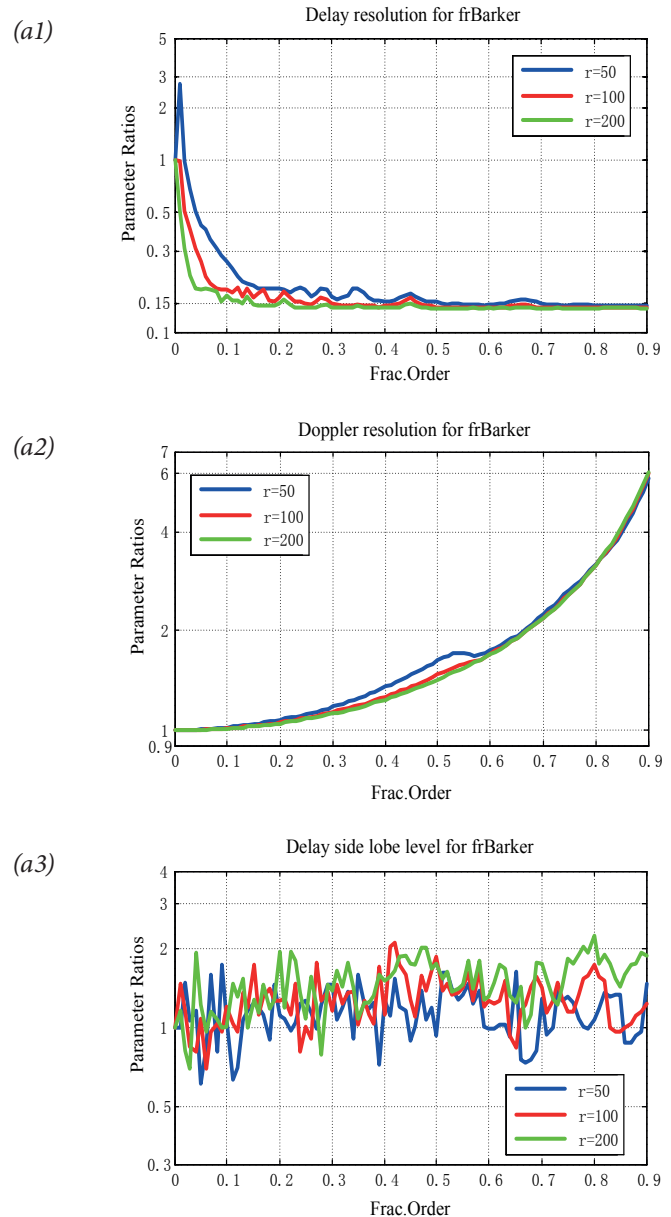 (a1)
Delay resolution for frBarker
Parameter Ratios
5
3
2
1
0.5
0.3
0.15
0.1
r=50
r=100
r=200
0 0.1 0.2 0.3 0.4 0.5 0.6 0.7 0.8 0.9
Frac.Order
(a2)
Doppler resolution for frBarker
Parameter Ratios
7
6
4
2
1
0.9
r=50
r=100
r=200
0 0.1 0.2 0.3 0.4 0.5 0.6 0.7 0.8 0.9
Frac.Order
(a3)
Delay side lobe level for frBarker
Parameter Ratios
4
3
2
1
0.5
0.3
r=50
r=100
r=200
0 0.1 0.2 0.3 0.4 0.5 0.6 0.7 0.8 0.9
Frac.Order